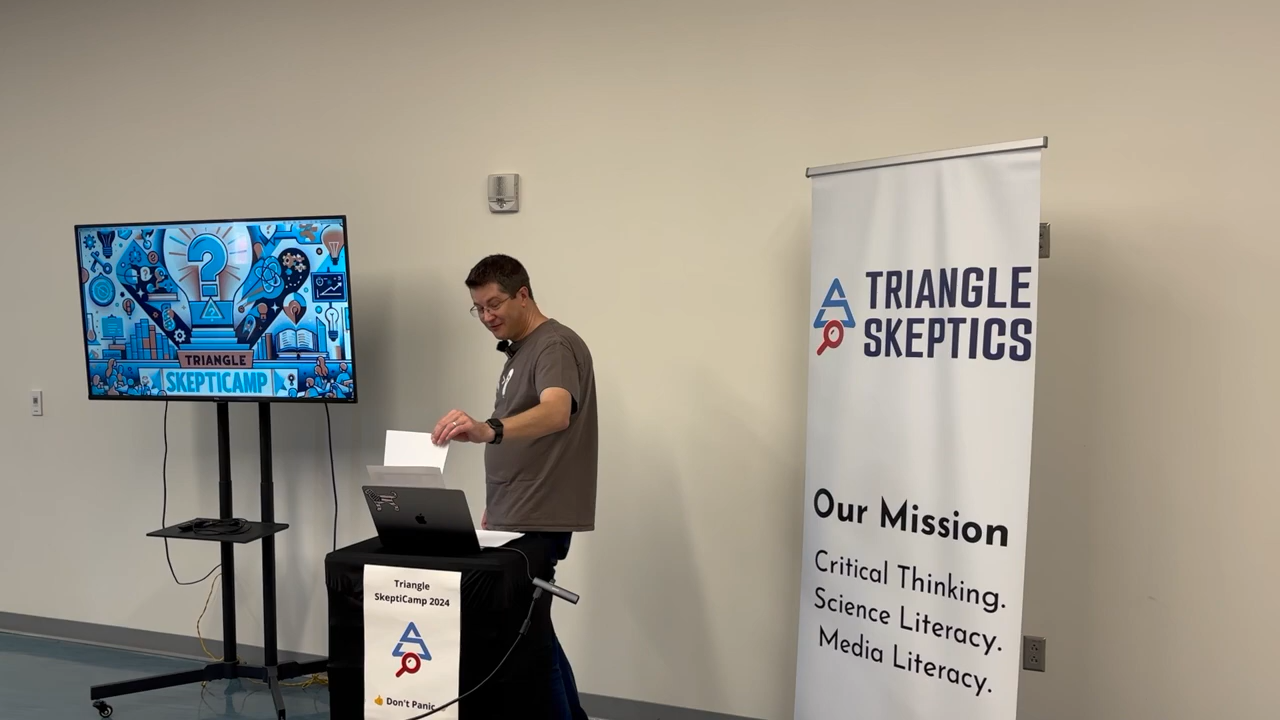 TRIANGLE
SKEPTICAMP
Triangle
SkeptiCamp 2024
👍 Don't Panic
TRIANGLE
SKEPTICS
Our Mission
Critical Thinking.
Science Literacy.
Media Literacy.